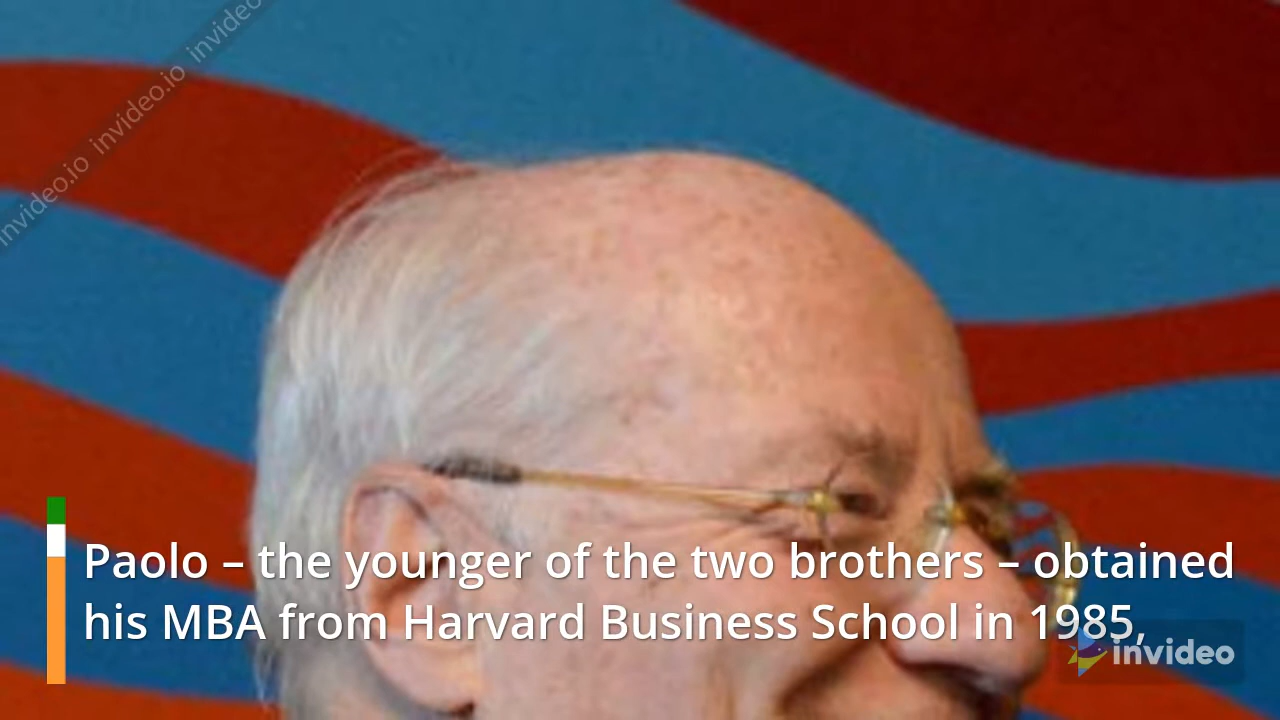 invideo.io invideo.io invideo
Paolo – the younger of the two brothers – obtained
his MBA from Harvard Business School in 1985,
invideo